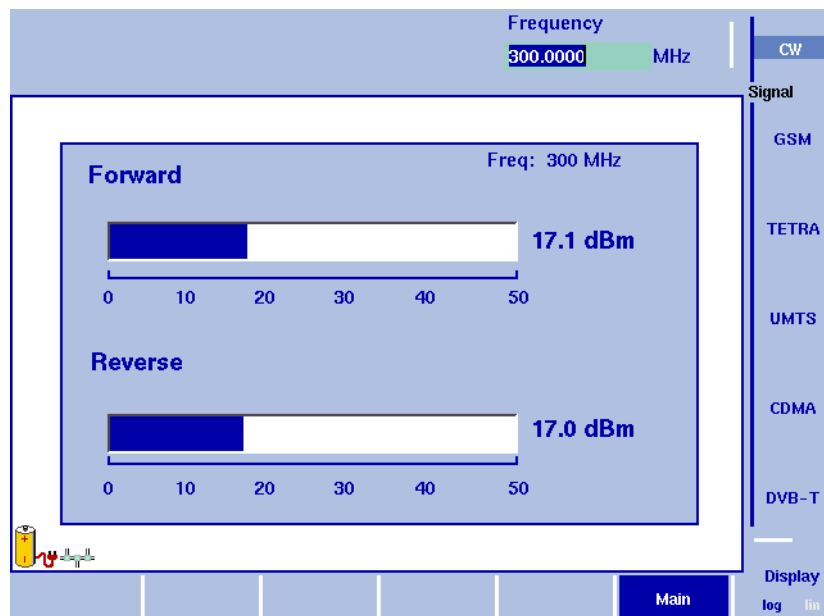 Frequency
300.0000 MHz
CW
Signal
GSM
TETRA
UMTS
CDMA
DVB-T
Freq: 300 MHz
Forward
17.1 dBm
0 10 20 30 40 50
Reverse
17.0 dBm
0 10 20 30 40 50
Main
Display
log lin